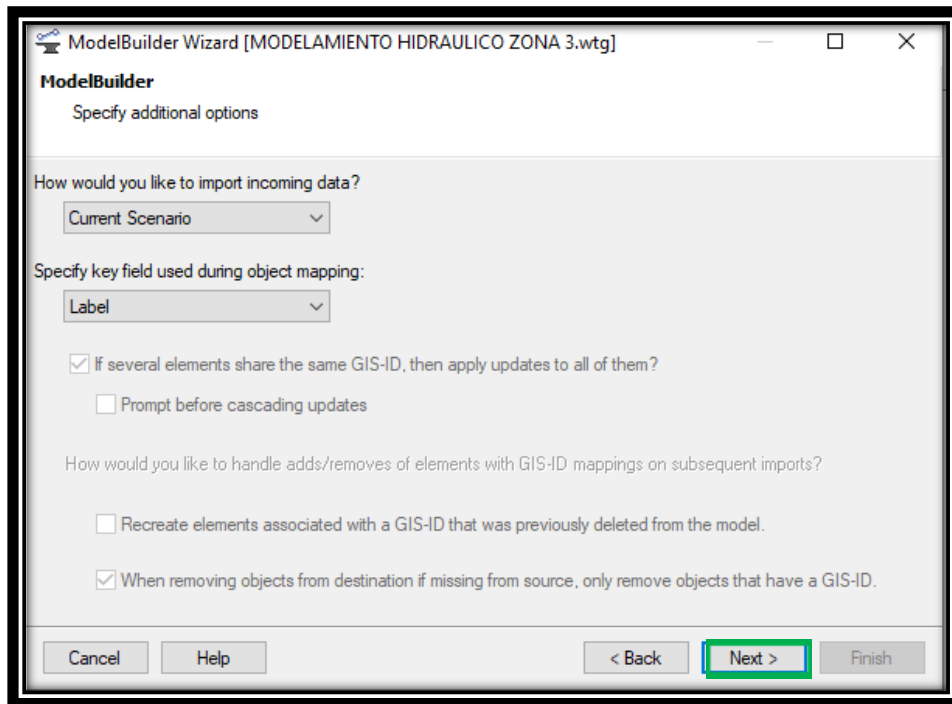 ModelBuilder Wizard [MODELAMIENTO HIDRAULICO ZONA 3.wtg]
ModelBuilder
Specify additional options
How would you like to import incoming data?
Current Scenario
Specify key field used during object mapping:
Label
If several elements share the same GIS-ID, then apply updates to all of them?
Prompt before cascading updates
How would you like to handle adds/removes of elements with GIS-ID mappings on subsequent imports?
Recreate elements associated with a GIS-ID that was previously deleted from the model.
When removing objects from destination if missing from source, only remove objects that have a GIS-ID.
Cancel Help < Back Next > Finish